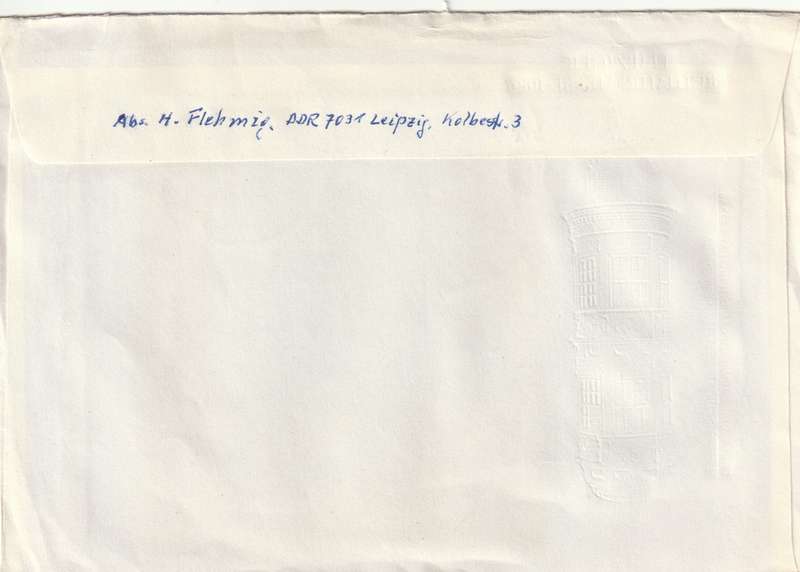 Abs. H. Flehmig, DDR 7031 Leipzig, Kolbestr. 3